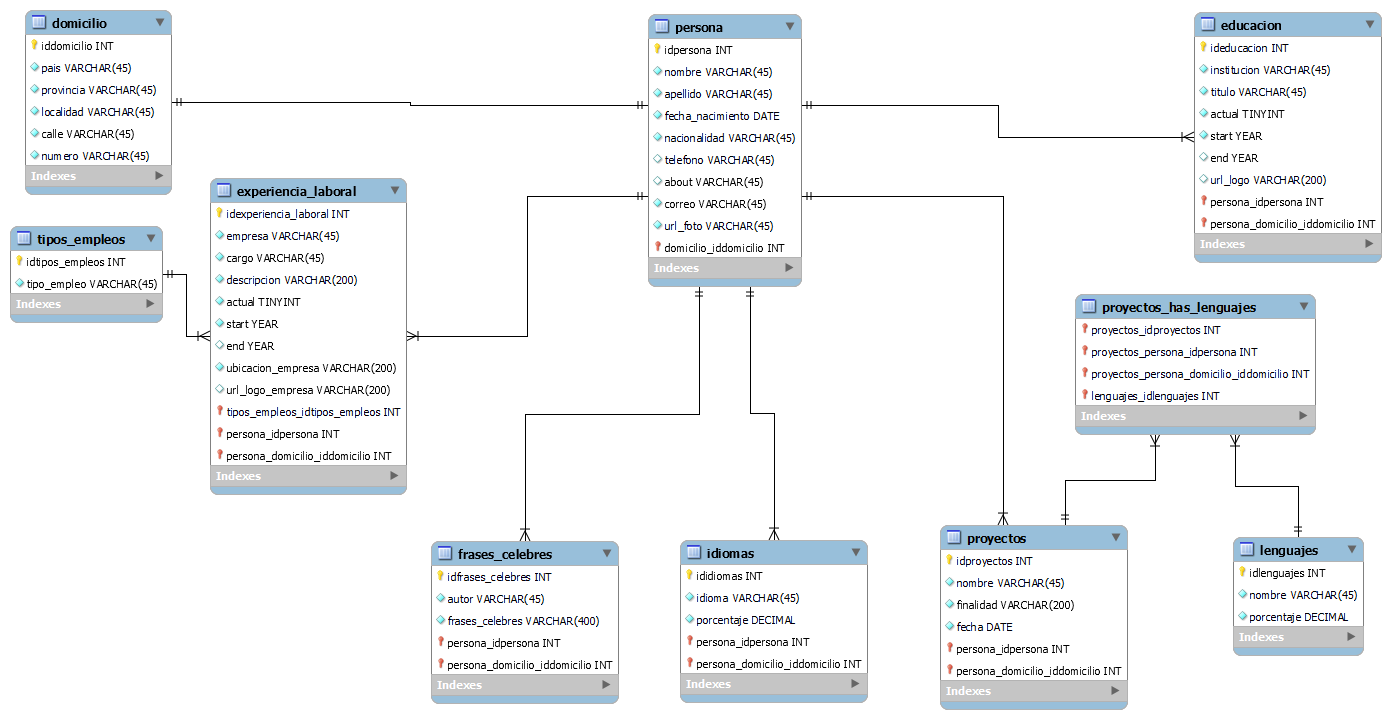 domicilio
iddomicilio INT
pais VARCHAR(45)
provincia VARCHAR(45)
localidad VARCHAR(45)
calle VARCHAR(45)
numero VARCHAR(45)
Indexes
tipos_empleos
idtipos_empleos INT
tipo_empleo VARCHAR(45)
Indexes
experiencia_laboral
idexperiencia_laboral INT
empresa VARCHAR(45)
cargo VARCHAR(45)
descripcion VARCHAR(200)
actual TINYINT
start YEAR
end YEAR
ubicacion_empresa VARCHAR(200)
url_logo_empresa VARCHAR(200)
tipos_empleos_idtipos_empleos INT
persona_idpersona INT
persona_domicilio_iddomicilio INT
Indexes
persona
idpersona INT
nombre VARCHAR(45)
apellido VARCHAR(45)
fecha_nacimiento DATE
nacionalidad VARCHAR(45)
telefono VARCHAR(45)
about VARCHAR(45)
correo VARCHAR(45)
url_foto VARCHAR(45)
domicilio_iddomicilio INT
Indexes
educacion
ideducacion INT
institucion VARCHAR(45)
titulo VARCHAR(45)
actual TINYINT
start YEAR
end YEAR
url_logo VARCHAR(200)
persona_idpersona INT
persona_domicilio_iddomicilio INT
Indexes
proyectos_has_lenguajes
proyectos_idproyectos INT
proyectos_persona_idpersona INT
proyectos_persona_domicilio_iddomicilio INT
lenguajes_idlenguajes INT
Indexes
frases_celebres
idfrases_celebres INT
autor VARCHAR(45)
frases_celebres VARCHAR(400)
persona_idpersona INT
persona_domicilio_iddomicilio INT
Indexes
idiomas
ididiomas INT
idioma VARCHAR(45)
porcentaje DECIMAL
persona_idpersona INT
persona_domicilio_iddomicilio INT
Indexes
proyectos
idproyectos INT
nombre VARCHAR(45)
finalidad VARCHAR(200)
fecha DATE
persona_idpersona INT
persona_domicilio_iddomicilio INT
Indexes
lenguajes
idlenguajes INT
nombre VARCHAR(45)
porcentaje DECIMAL
Indexes